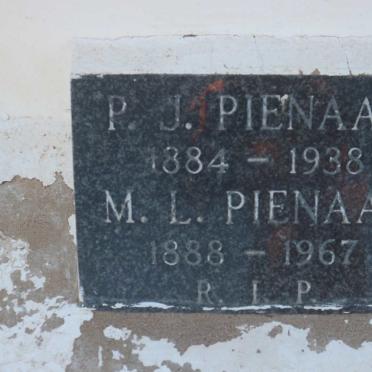 P. J. PIENAA
1884 – 1938
M. L. PIENAA
1888 – 1967
R. I. P.